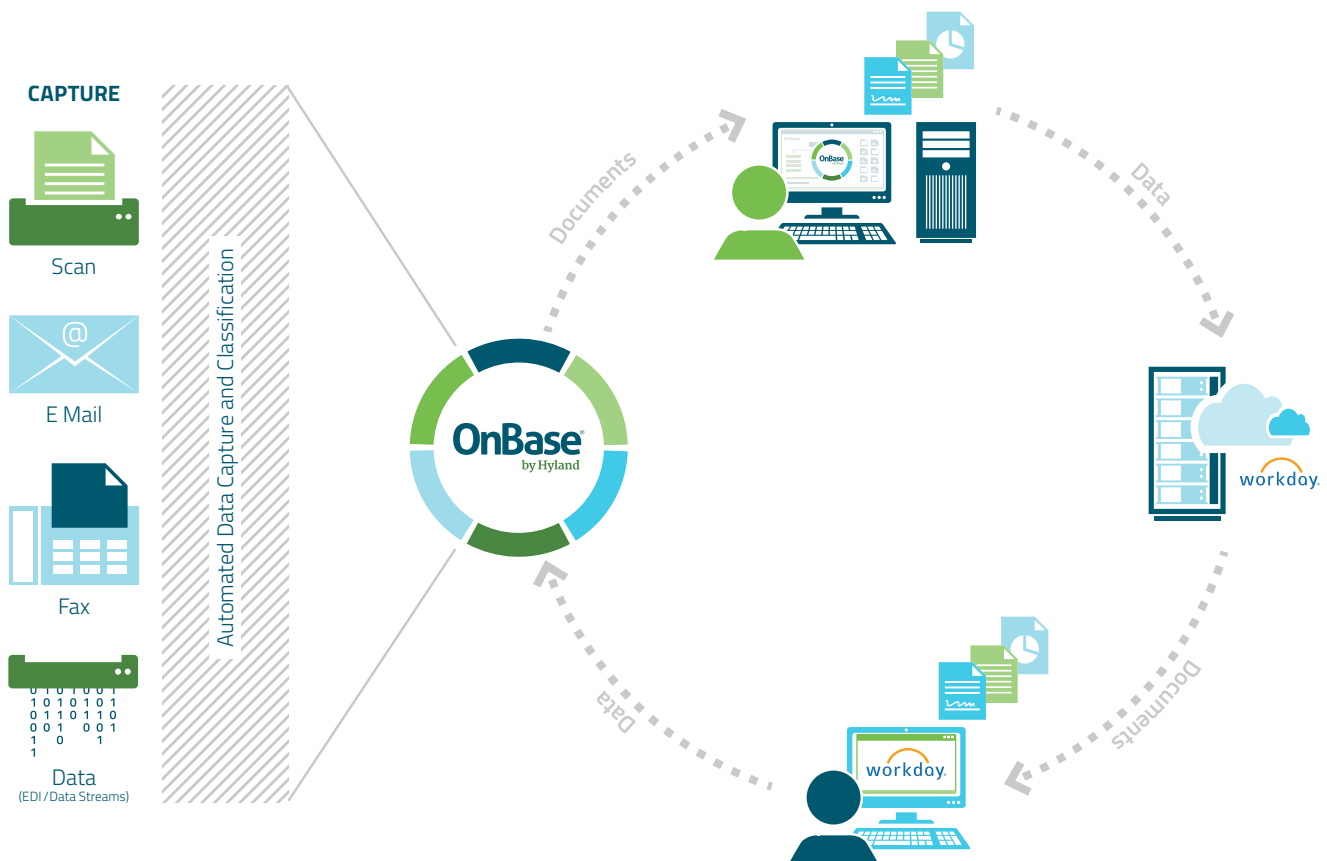 CAPTURE
Scan
@
E Mail
Fax
0 1 0 1 0 0 1
1 0 1 0 1 0 1
0 1 1 0 1 0 0
0 0 1 0 1 1
1 0 1
1
Data
(EDI/Data Streams)
Automated Data Capture and Classification
OnBase®
by Hyland
Documents
OnBase
Data
workday.
Documents
workday.
Data